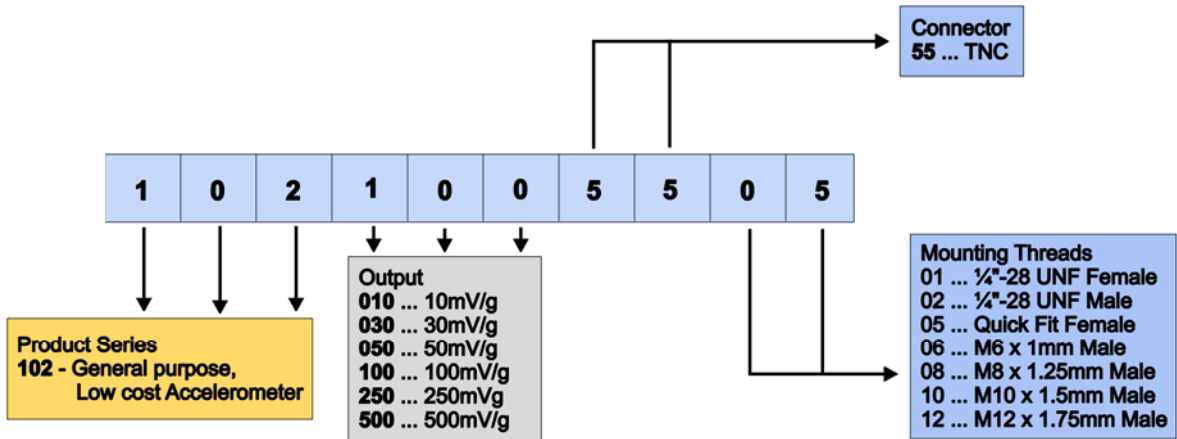 Connector
55 ... TNC
1 0 2 1 0 0 5 5 0 5
Product Series
102 - General purpose,
Low cost Accelerometer
Output
010 ... 10mV/g
030 ... 30mV/g
050 ... 50mV/g
100 ... 100mV/g
250 ... 250mVg
500 ... 500mV/g
Mounting Threads
01 ... ¼"-28 UNF Female
02 ... ¼"-28 UNF Male
05 ... Quick Fit Female
06 ... M6 x 1mm Male
08 ... M8 x 1.25mm Male
10 ... M10 x 1.5mm Male
12 ... M12 x 1.75mm Male